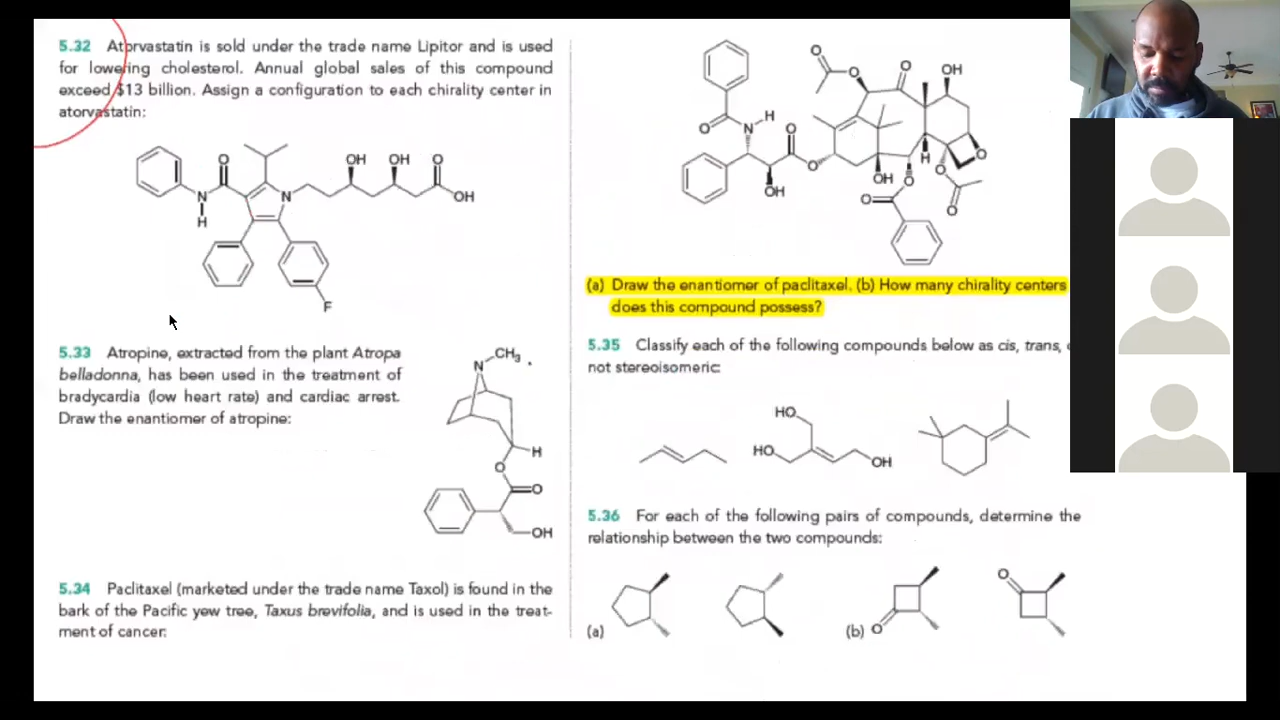 5.32 Atorvastatin is sold under the trade name Lipitor and is used
for lowering cholesterol. Annual global sales of this compound
exceed $13 billion. Assign a configuration to each chirality center in
atorvastatin:
O
OH
OH
O
N
N
OH
H
F
5.33 Atropine, extracted from the plant Atropa
belladonna, has been used in the treatment of
bradycardia (low heart rate) and cardiac arrest.
Draw the enantiomer of atropine:
N
CH3
H
O
O
OH
5.34 Paclitaxel (marketed under the trade name Taxol) is found in the
bark of the Pacific yew tree, Taxus brevifolia, and is used in the treat-
ment of cancer:
O
O
O
OH
H
O
N
O
O
H
O
OH
O
O
OH
O
O
(a) Draw the enantiomer of paclitaxel. (b) How many chirality centers
does this compound possess?
5.35 Classify each of the following compounds below as cis, trans,
not stereoisomeric:
HO
HO
OH
5.36 For each of the following pairs of compounds, determine the
relationship between the two compounds:
(a)
(b)
O
O